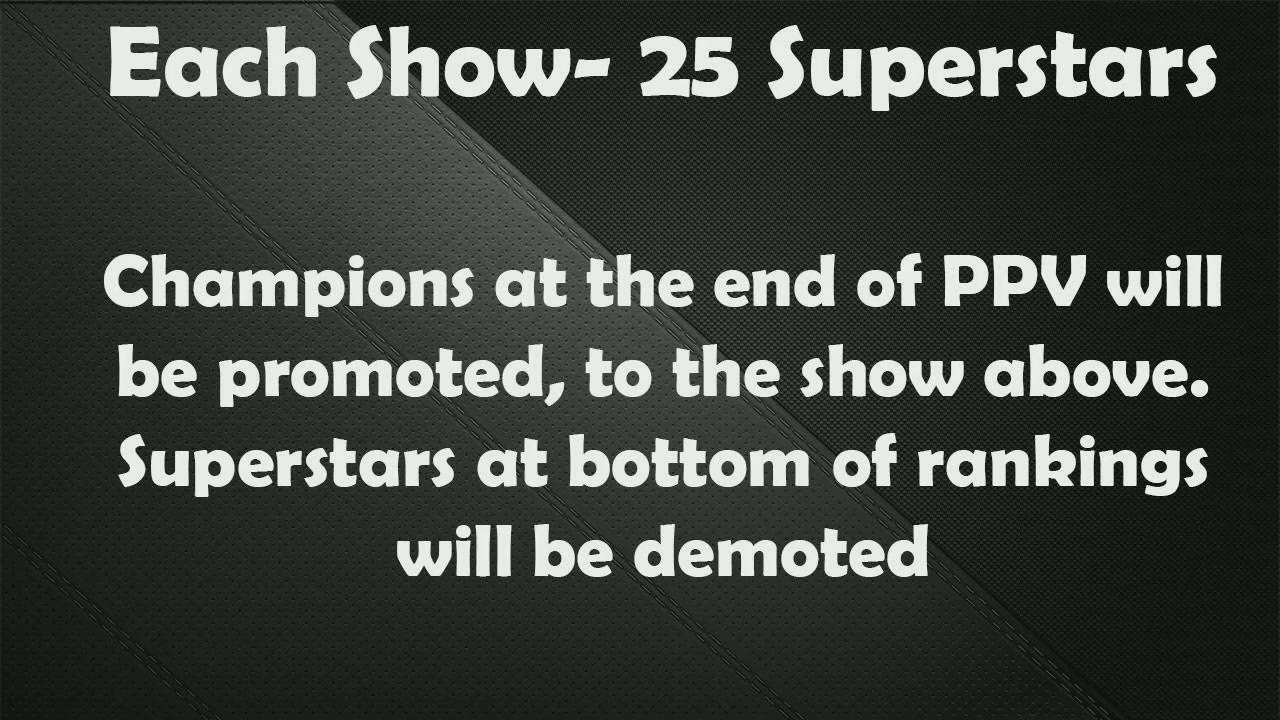 Each Show- 25 Superstars
Champions at the end of PPV will
be promoted, to the show above.
Superstars at bottom of rankings
will be demoted